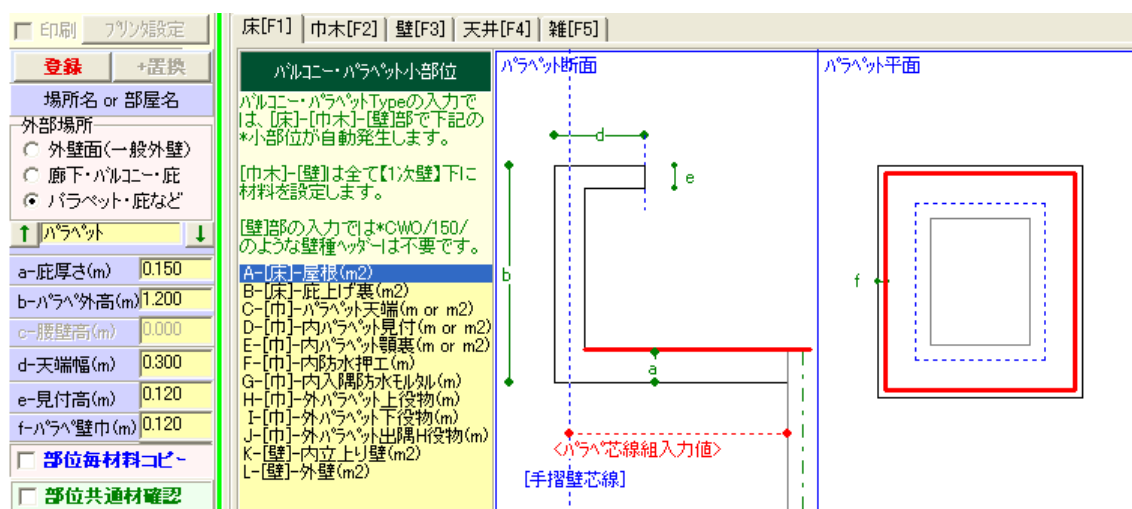 印刷
プリンタ設定
登録
+置換
場所名 or 部屋名
外部場所
外壁面(一般外壁)
廊下・バルコニー・庇
パラペット・庇など
↑ パラペット ↓
a-庇厚さ(m) 0.150
b-パラペ外高(m) 1.200
c-腰壁高(m) 0.000
d-天端幅(m) 0.300
e-見付高(m) 0.120
f-パラペ壁巾(m) 0.120
部位毎材料コピー
部位共通材確認
床[F1] 巾木[F2] 壁[F3] 天井[F4] 雑[F5]
バルコニー・パラペット小部位
バルコニー・パラペットTypeの入力で
は、[床]-[巾木]-[壁]部で下記の
*小部位が自動発生します。
[巾木]-[壁]は全て【1次壁】下に
材料を設定します。
[壁]部の入力では*CWO/150/
のような壁種ヘッダーは不要です。
A-[床]-屋根(m2)
B-[床]-庇上げ裏(m2)
C-[巾]-パラペット天端(m or m2)
D-[巾]-内パラペット見付(m or m2)
E-[巾]-内パラペット顎裏(m or m2)
F-[巾]-内防水押工(m)
G-[巾]-内入隅防水モルタル(m)
H-[巾]-外パラペット上役物(m)
I-[巾]-外パラペット下役物(m)
J-[巾]-外パラペット出隅H役物(m)
K-[壁]-内立上り壁(m2)
L-[壁]-外壁(m2)
パラペット断面
d
e
b
a
<パラペ芯線組入力値>
[手摺壁芯線]
パラペット平面
f